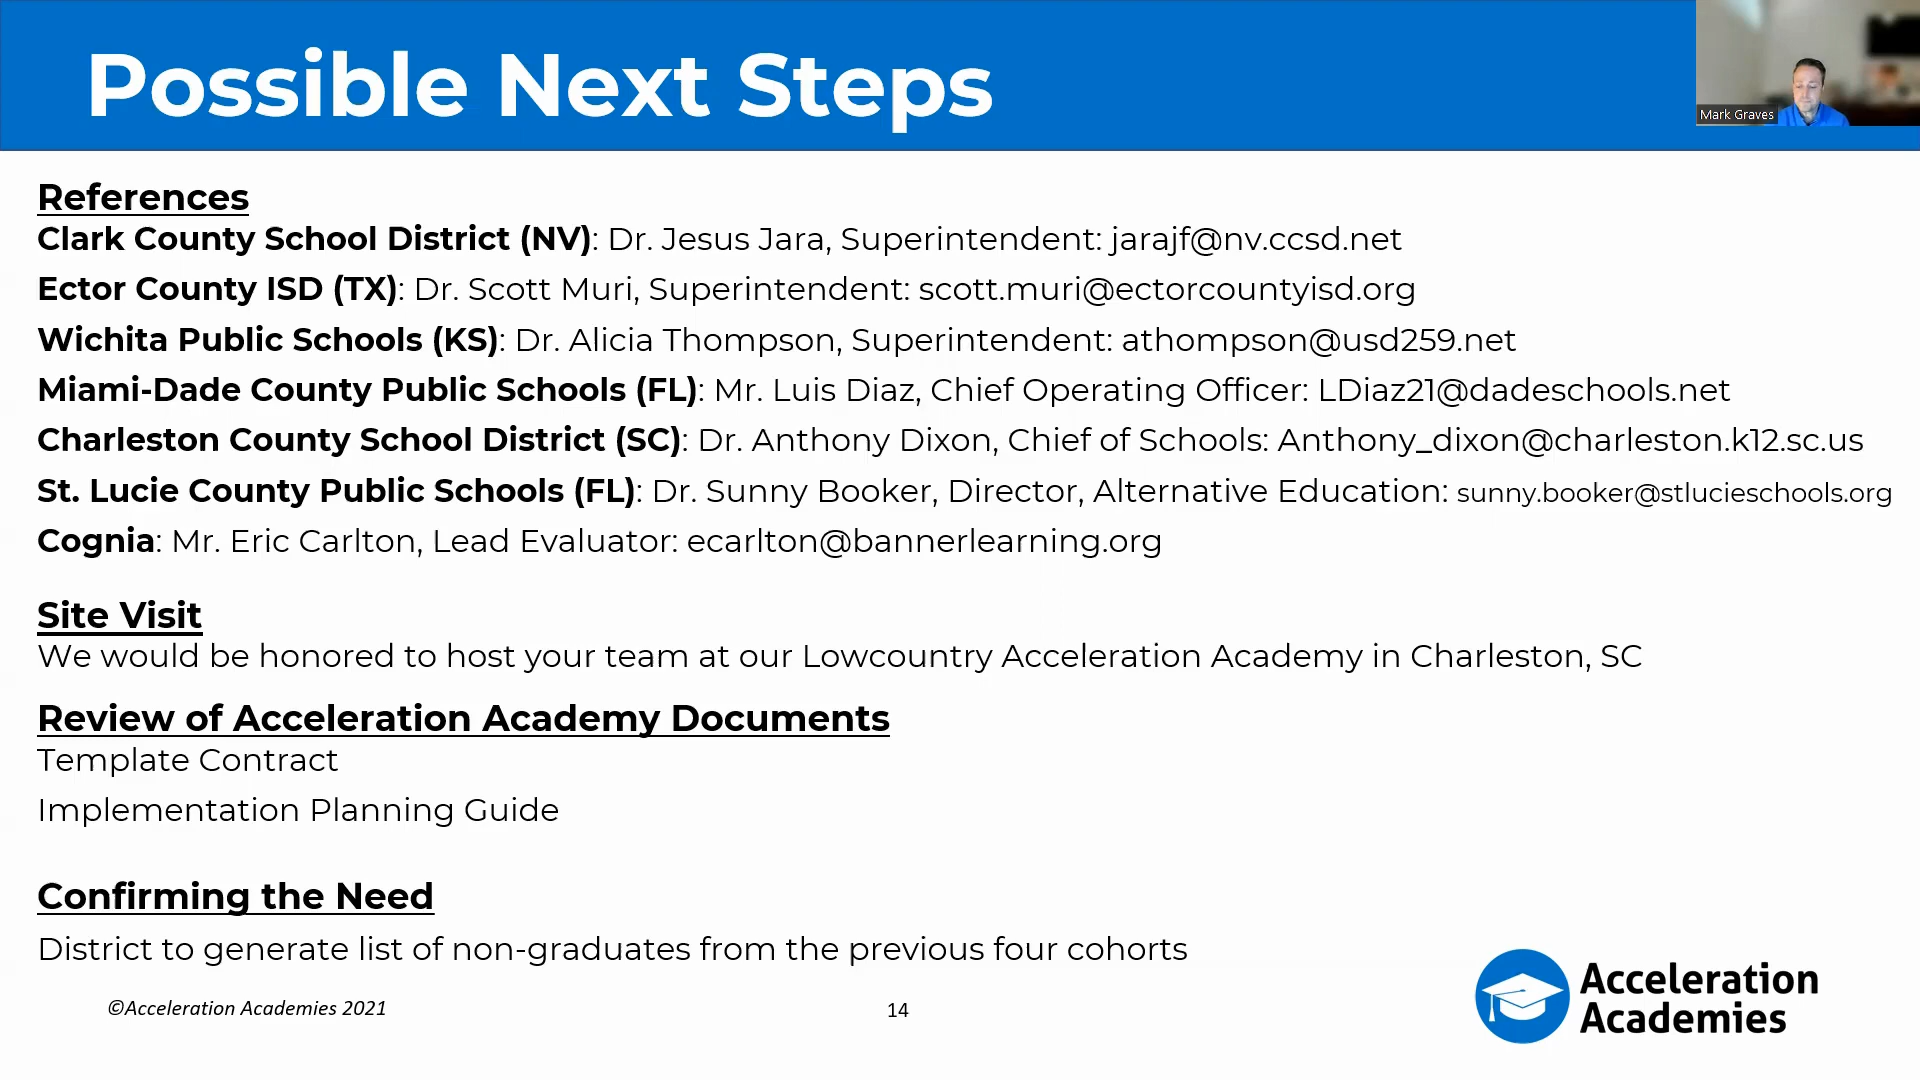 Possible Next Steps
Mark Graves
References
Clark County School District (NV): Dr. Jesus Jara, Superintendent: jarajf@nv.ccsd.net
Ector County ISD (TX): Dr. Scott Muri, Superintendent: scott.muri@ectorcountyisd.org
Wichita Public Schools (KS): Dr. Alicia Thompson, Superintendent: athompson@usd259.net
Miami-Dade County Public Schools (FL): Mr. Luis Diaz, Chief Operating Officer: LDiaz21@dadeschools.net
Charleston County School District (SC): Dr. Anthony Dixon, Chief of Schools: Anthony_dixon@charleston.k12.sc.us
St. Lucie County Public Schools (FL): Dr. Sunny Booker, Director, Alternative Education: sunny.booker@stlucieschools.org
Cognia: Mr. Eric Carlton, Lead Evaluator: ecarlton@bannerlearning.org
Site Visit
We would be honored to host your team at our Lowcountry Acceleration Academy in Charleston, SC
Review of Acceleration Academy Documents
Template Contract
Implementation Planning Guide
Confirming the Need
District to generate list of non-graduates from the previous four cohorts
©Acceleration Academies 2021
14
Acceleration
Academies